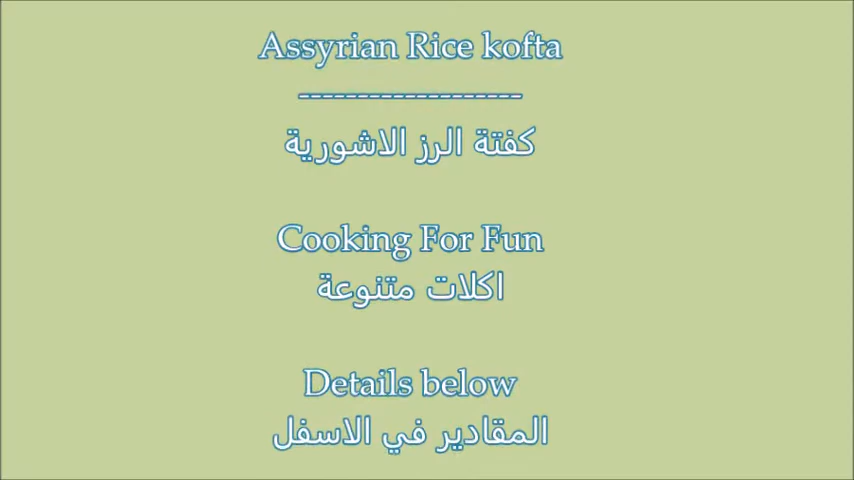 Assyrian Rice kofta
-------------------
كفتة الرز الاشورية
Cooking For Fun
اكلات متنوعة
Details below
المقادير في الاسفل